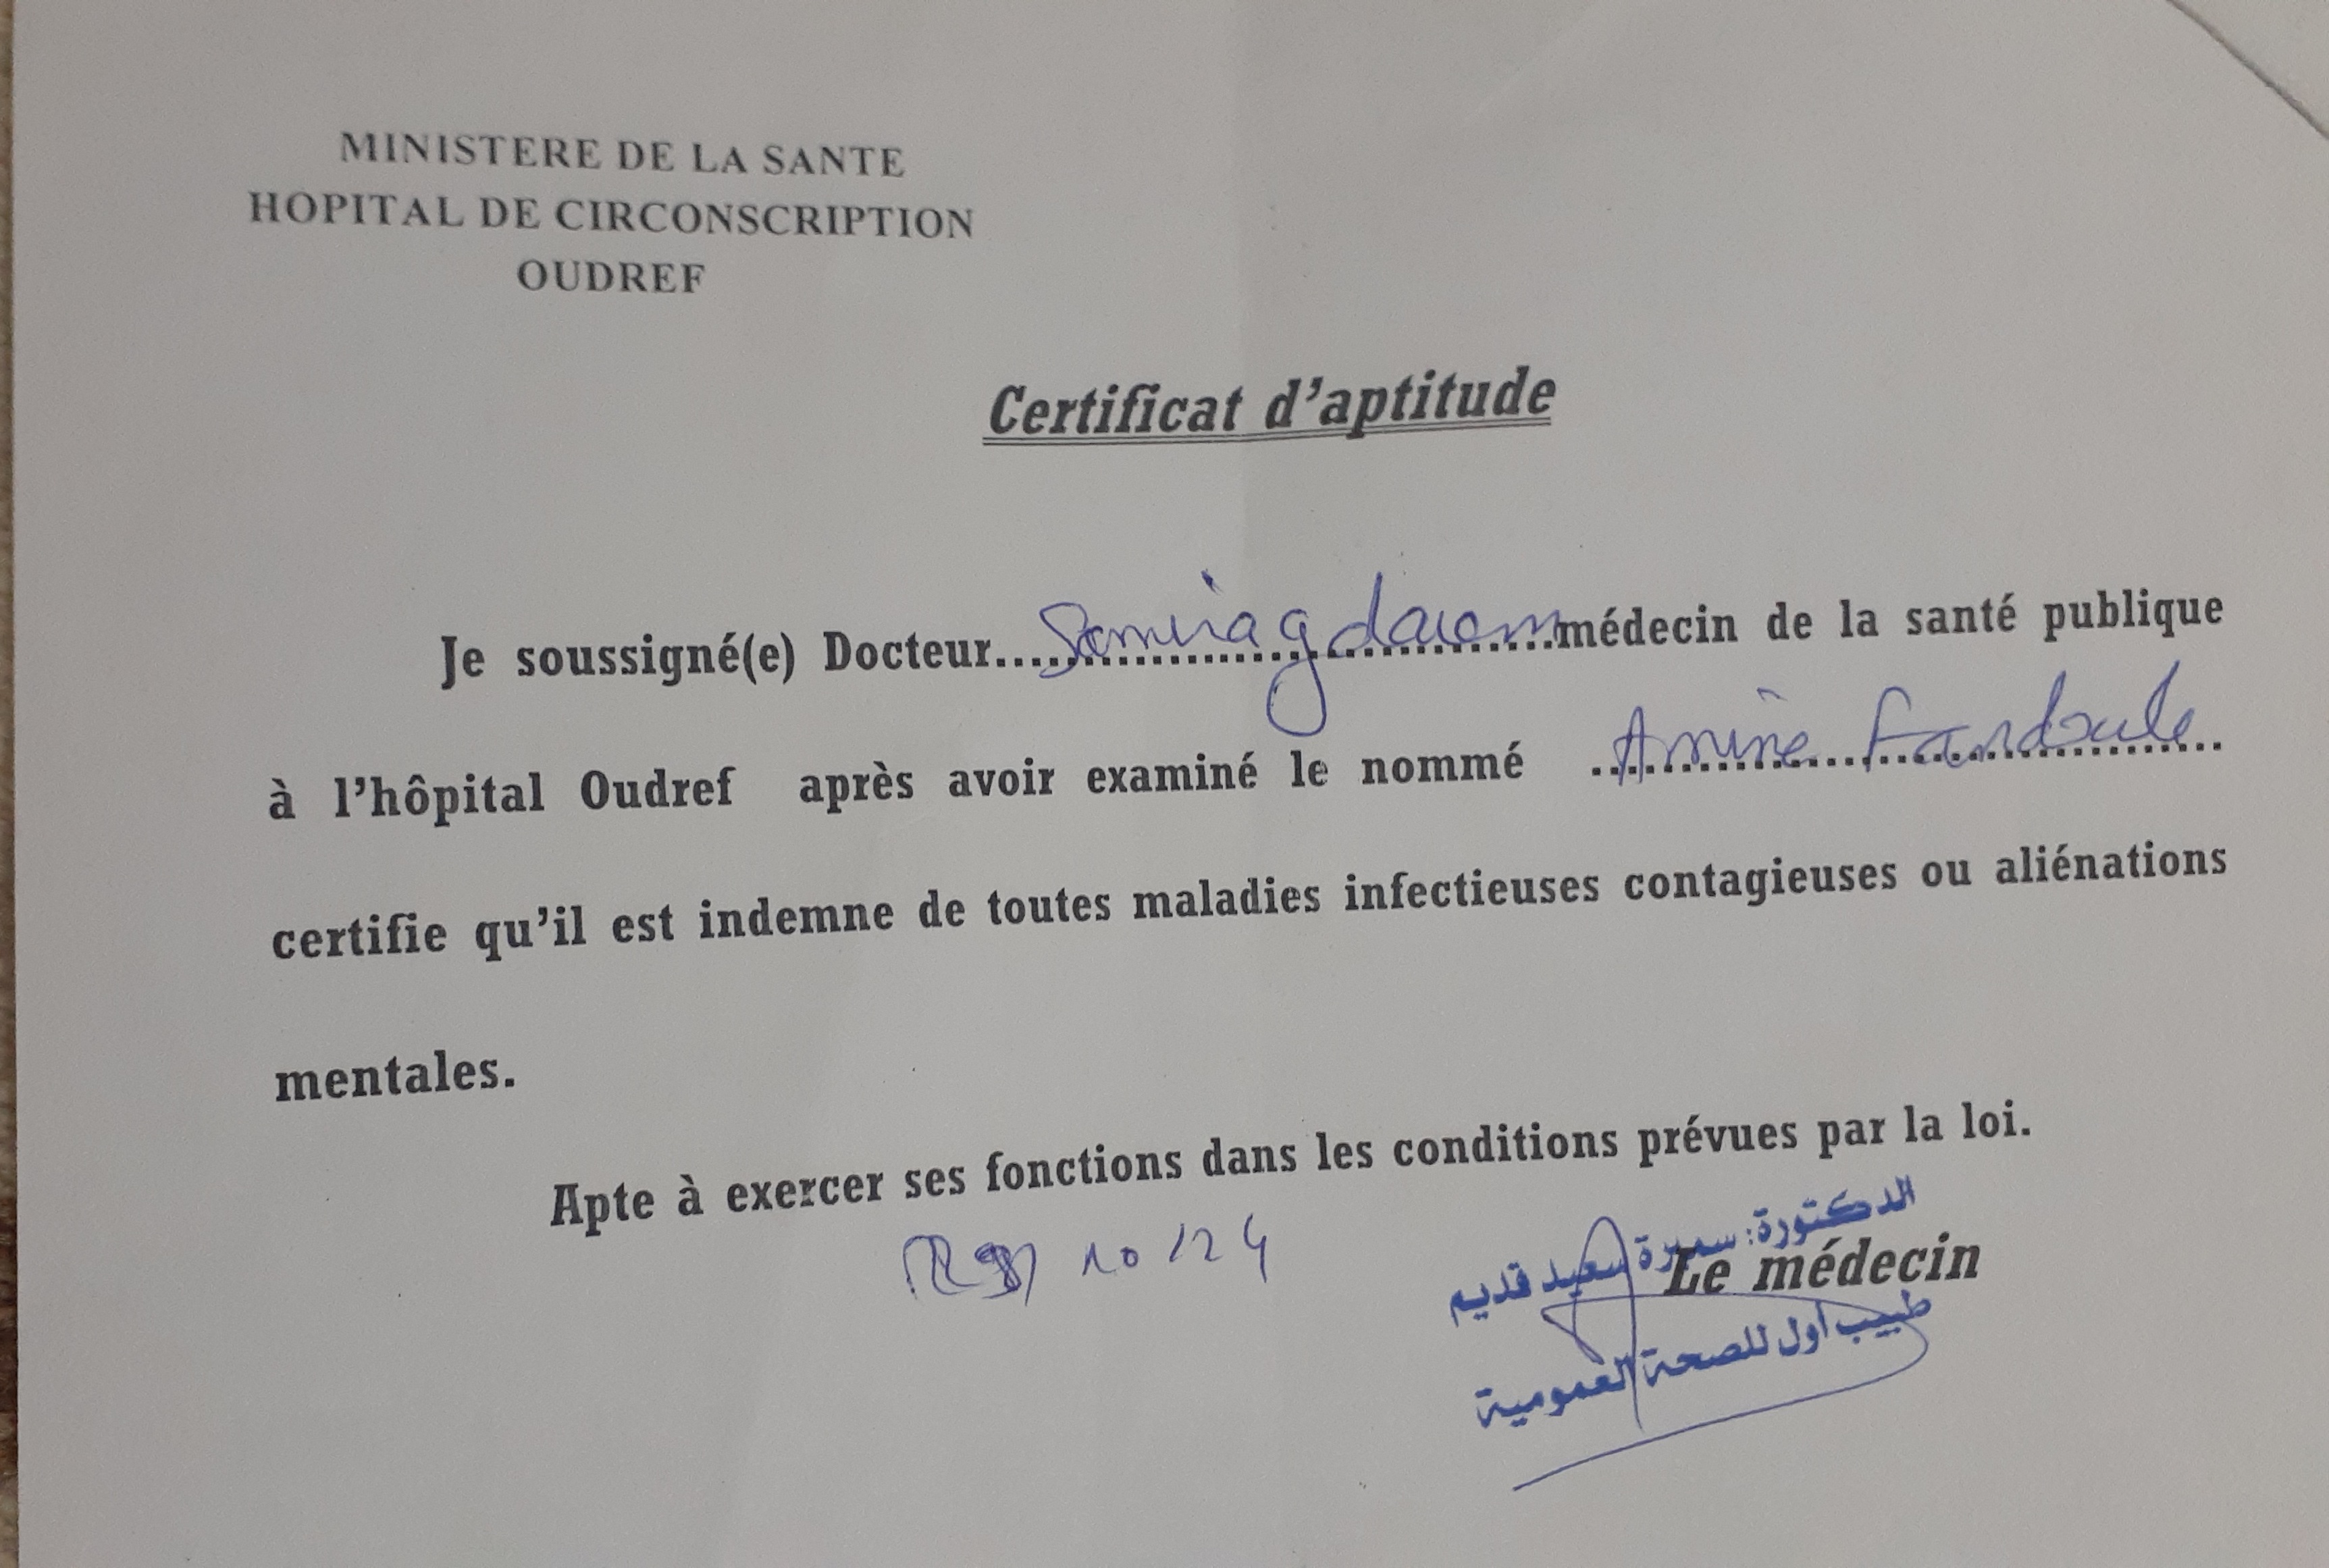 MINISTERE DE LA SANTE
HOPITAL DE CIRCONSCRIPTION
OUDREF
Certificat d'aptitude
Je soussigné(e) Docteur.....Samira gdaiem.....médecin de la santé publique
à l'hôpital Oudref après avoir examiné le nommé Amine Fandoule
certifie qu'il est indemne de toutes maladies infectieuses contagieuses ou aliénations
mentales.
Apte à exercer ses fonctions dans les conditions prévues par la loi.
10/24
الدكتورة: سميرة سعيد قديم
Le médecin
طبيب أول للصحة العمومية